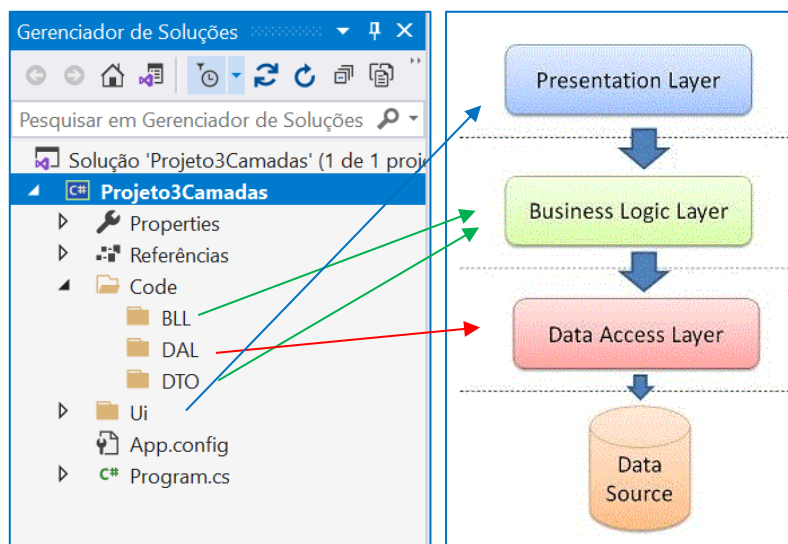 Gerenciador de Soluções
Pesquisar em Gerenciador de Soluções
Solução 'Projeto3Camadas' (1 de 1 proje
C# Projeto3Camadas
Properties
Referências
Code
BLL
DAL
DTO
Ui
App.config
C# Program.cs
Presentation Layer
Business Logic Layer
Data Access Layer
Data
Source